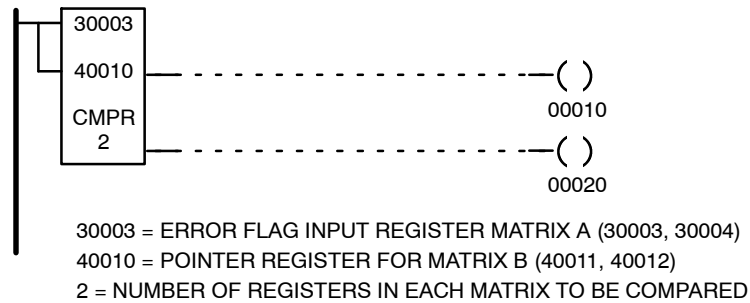 30003
40010
CMPR
2
( )
00010
( )
00020
30003 = ERROR FLAG INPUT REGISTER MATRIX A (30003, 30004)
40010 = POINTER REGISTER FOR MATRIX B (40011, 40012)
2 = NUMBER OF REGISTERS IN EACH MATRIX TO BE COMPARED